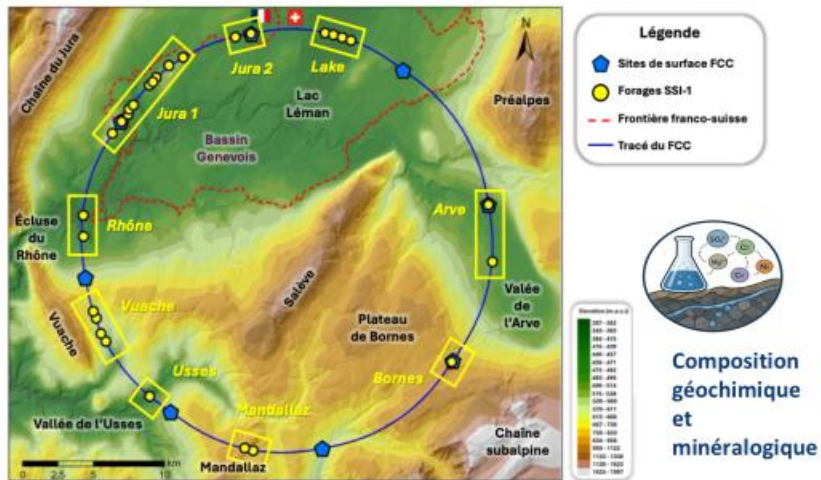 N
Chaîne du Jura
Jura 1
Jura 2
Lake
Lac
Léman
Préalpes
Bassin
Genevois
Écluse
du
Rhône
Rhône
Arve
Valée
de
l'Arve
Salève
Vuache
Vuache
Plateau
de Bornes
Bornes
Usses
Vallée de l'Usses
Mandallaz
Mandallaz
Chaîne
subalpine
km
0 2.5 5 10
Légende
Sites de surface FCC
Forages SSI-1
Frontière franco-suisse
Tracé du FCC
Composition
géochimique
et
minéralogique